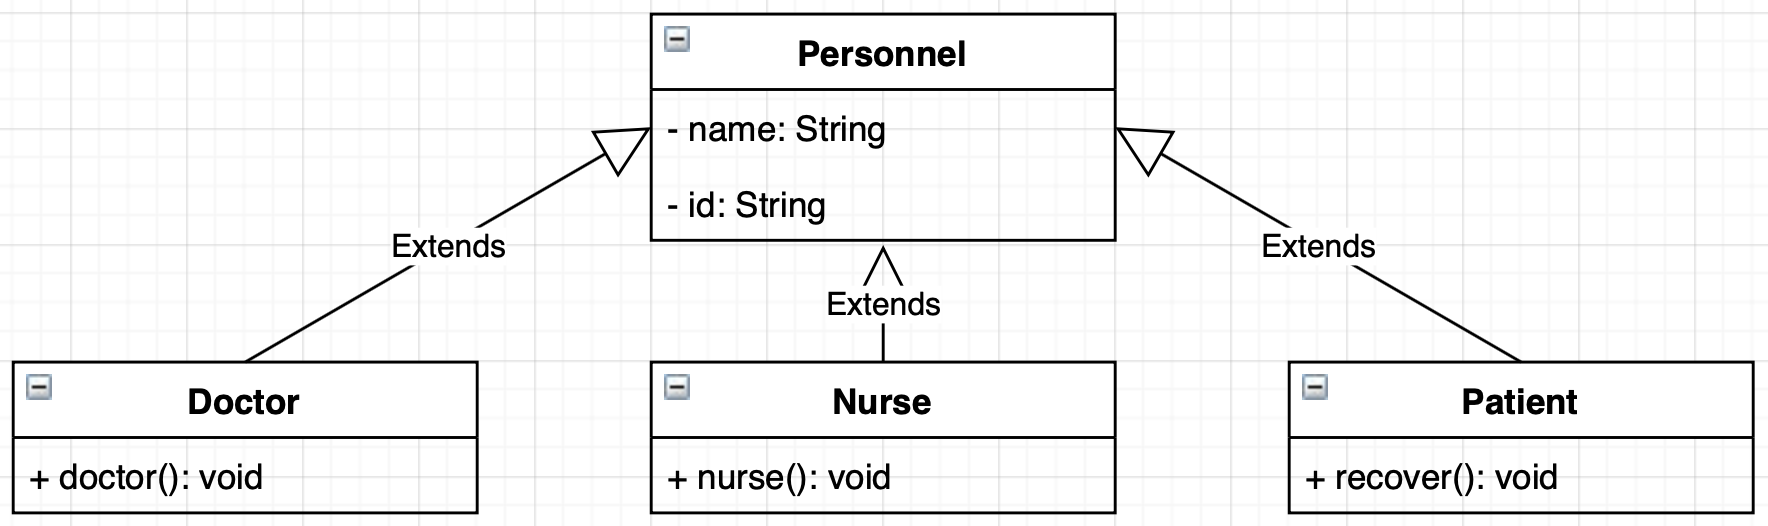 Personnel
- name: String
- id: String
Extends
Extends
Extends
Doctor
+ doctor(): void
Nurse
+ nurse(): void
Patient
+ recover(): void